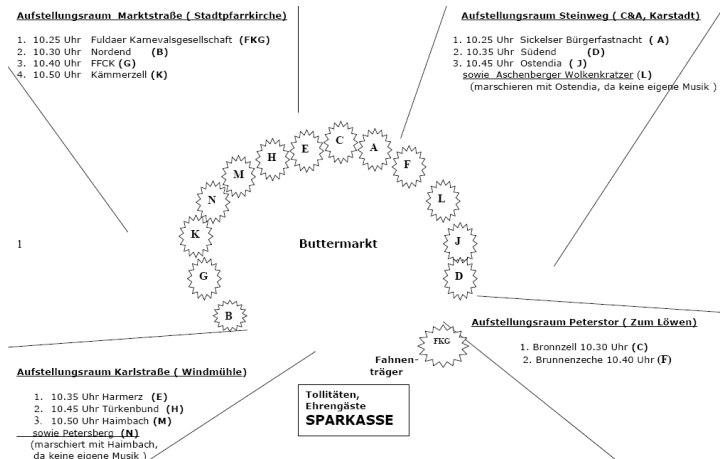 Aufstellungsraum Marktstraße ( Stadtpfarrkirche)
1. 10.25 Uhr Fuldaer Karnevalsgesellschaft (FKG)
2. 10.30 Uhr Nordend (B)
3. 10.40 Uhr FFCK (G)
4. 10.50 Uhr Kämmerzell (K)
Aufstellungsraum Steinweg ( C&A, Karstadt)
1. 10.25 Uhr Sickelser Bürgerfastnacht ( A)
2. 10.35 Uhr Südend (D)
3. 10.45 Uhr Ostendia ( J)
sowie Aschenberger Wolkenkratzer ( L)
(marschieren mit Ostendia, da keine eigene Musik )
C
E
A
H
F
M
N
L
K
J
1
Buttermarkt
G
D
B
FKG
Fahnen-
träger
Aufstellungsraum Peterstor ( Zum Löwen)
1. Bronnzell 10.30 Uhr (C)
2. Brunnenzeche 10.40 Uhr (F)
Aufstellungsraum Karlstraße ( Windmühle)
1. 10.35 Uhr Harmerz (E)
2. 10.45 Uhr Türkenbund (H)
3. 10.50 Uhr Haimbach (M)
sowie Petersberg (N)
(marschiert mit Haimbach,
da keine eigene Musik )
Tollitäten,
Ehrengäste
SPARKASSE